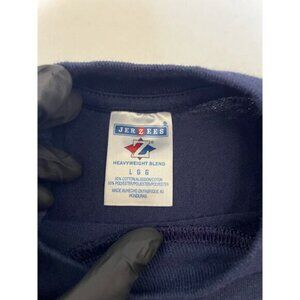 JERZEES
HEAVYWEIGHT BLEND
L G G
50% COTTON/ALGODON/COTON
50% POLYESTER/POLIESTER/POLYESTER
MADE IN/HECHO EN/FABRIQUE AU
HONDURAS